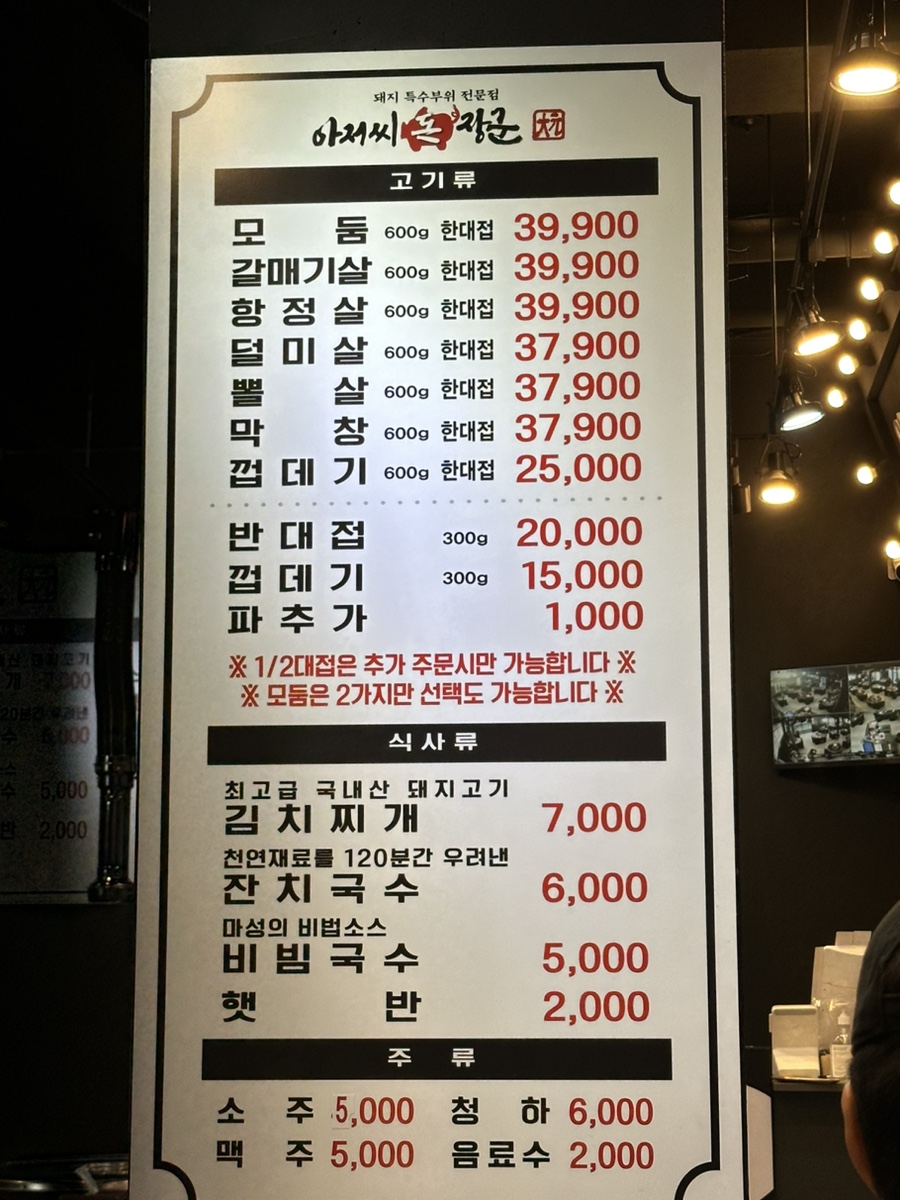 돼지 특수부위 전문점
아저씨 돈 장군 大元
고기류
모둠 600g 한대접 39,900
갈매기살 600g 한대접 39,900
항정살 600g 한대접 39,900
덜미살 600g 한대접 37,900
뽈살 600g 한대접 37,900
막창 600g 한대접 37,900
껍데기 600g 한대접 25,000
반대접 300g 20,000
껍데기 300g 15,000
파추가 1,000
※ 1/2대접은 추가 주문시만 가능합니다 ※
※ 모둠은 2가지만 선택도 가능합니다 ※
식사류
최고급 국내산 돼지고기
김치찌개 7,000
천연재료를 120분간 우려낸
잔치국수 6,000
마성의 비법소스
비빔국수 5,000
햇반 2,000
주류
소주 5,000 청하 6,000
맥주 5,000 음료수 2,000
5,000
2,000